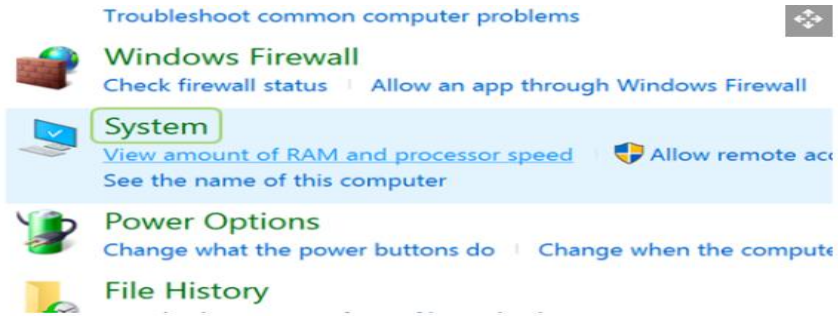 Troubleshoot common computer problems
Windows Firewall
Check firewall status Allow an app through Windows Firewall
System
View amount of RAM and processor speed Allow remote
See the name of this computer
Power Options
Change what the power buttons do Change when the
File History